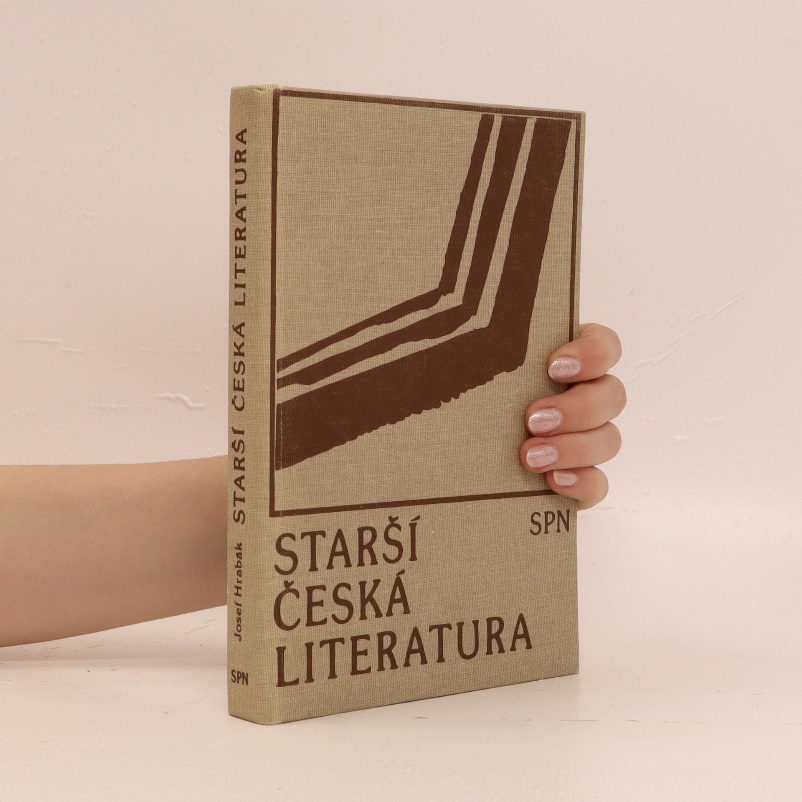 STARŠÍ ČESKÁ LITERATURA
Josef Hrabák
SPN
SPN
STARŠÍ
ČESKÁ
LITERATURA